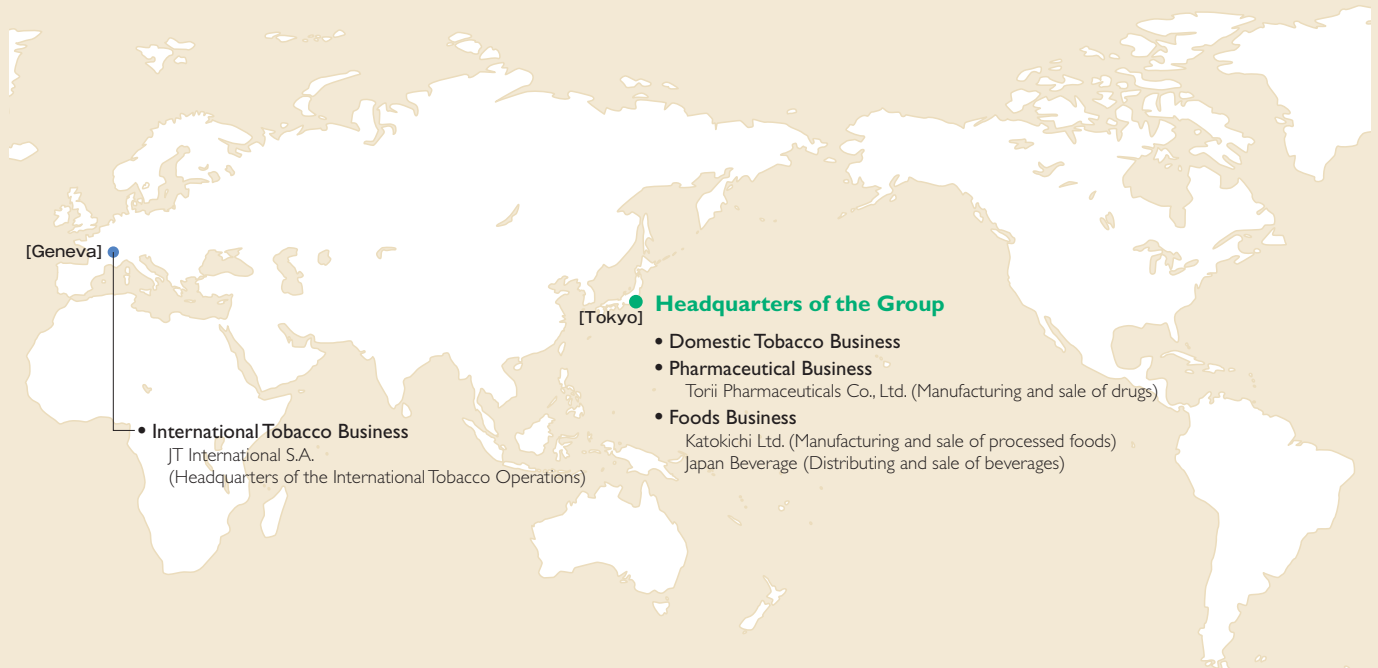 [Geneva]
[Tokyo]
Headquarters of the Group
• Domestic Tobacco Business
• Pharmaceutical Business
Torii Pharmaceuticals Co., Ltd. (Manufacturing and sale of drugs)
• Foods Business
Katokichi Ltd. (Manufacturing and sale of processed foods)
Japan Beverage (Distributing and sale of beverages)
• International Tobacco Business
JT International S.A.
(Headquarters of the International Tobacco Operations)